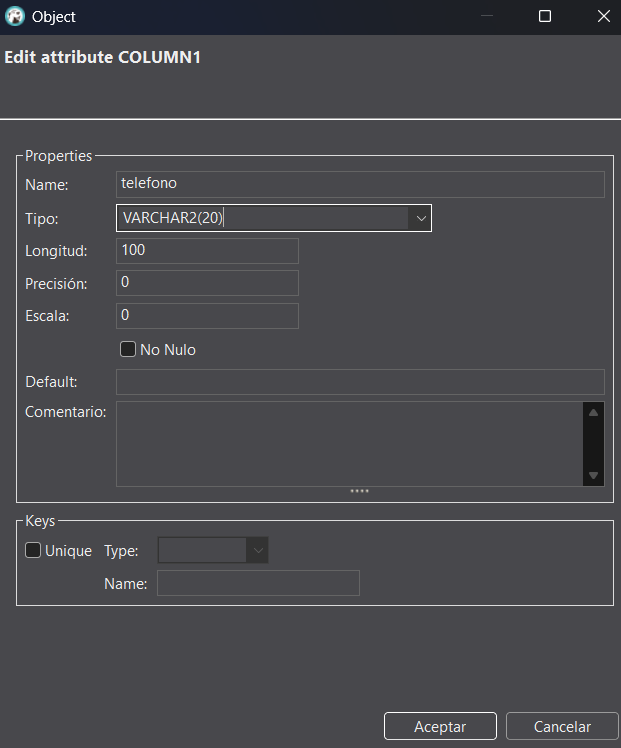 Object
Edit attribute COLUMN1
Properties
Name: telefono
Tipo: VARCHAR2(20)
Longitud: 100
Precisión: 0
Escala: 0
No Nulo
Default:
Comentario:
Keys
Unique Type:
Name:
Aceptar Cancelar